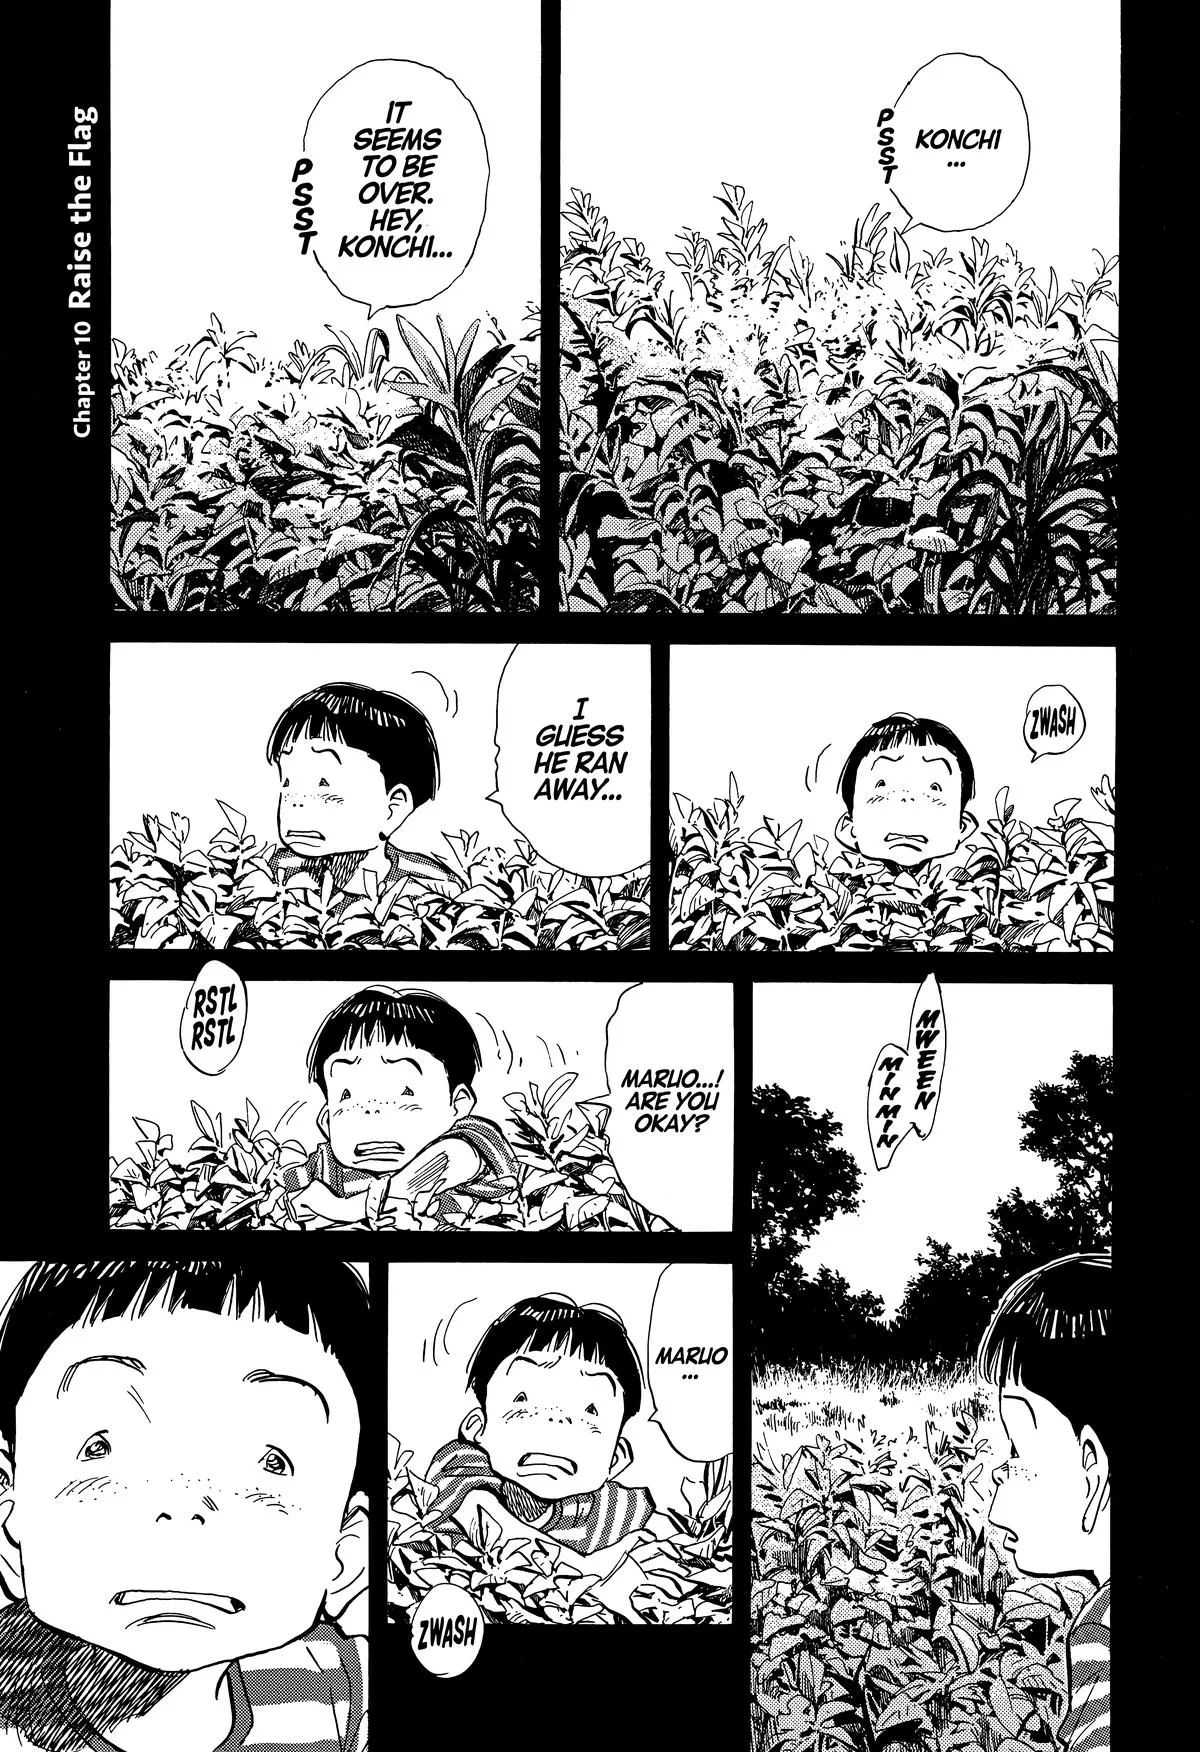 Chapter 10 Raise the Flag
KONCHI
...
PSST
IT
SEEMS
TO BE
OVER.
HEY,
KONCHI...
PSST
ZWASH
I
GUESS
HE RAN
AWAY...
MWEEN
MINMIN
MARUO...!
ARE YOU
OKAY?
RSTL
RSTL
MARUO
...
ZWASH